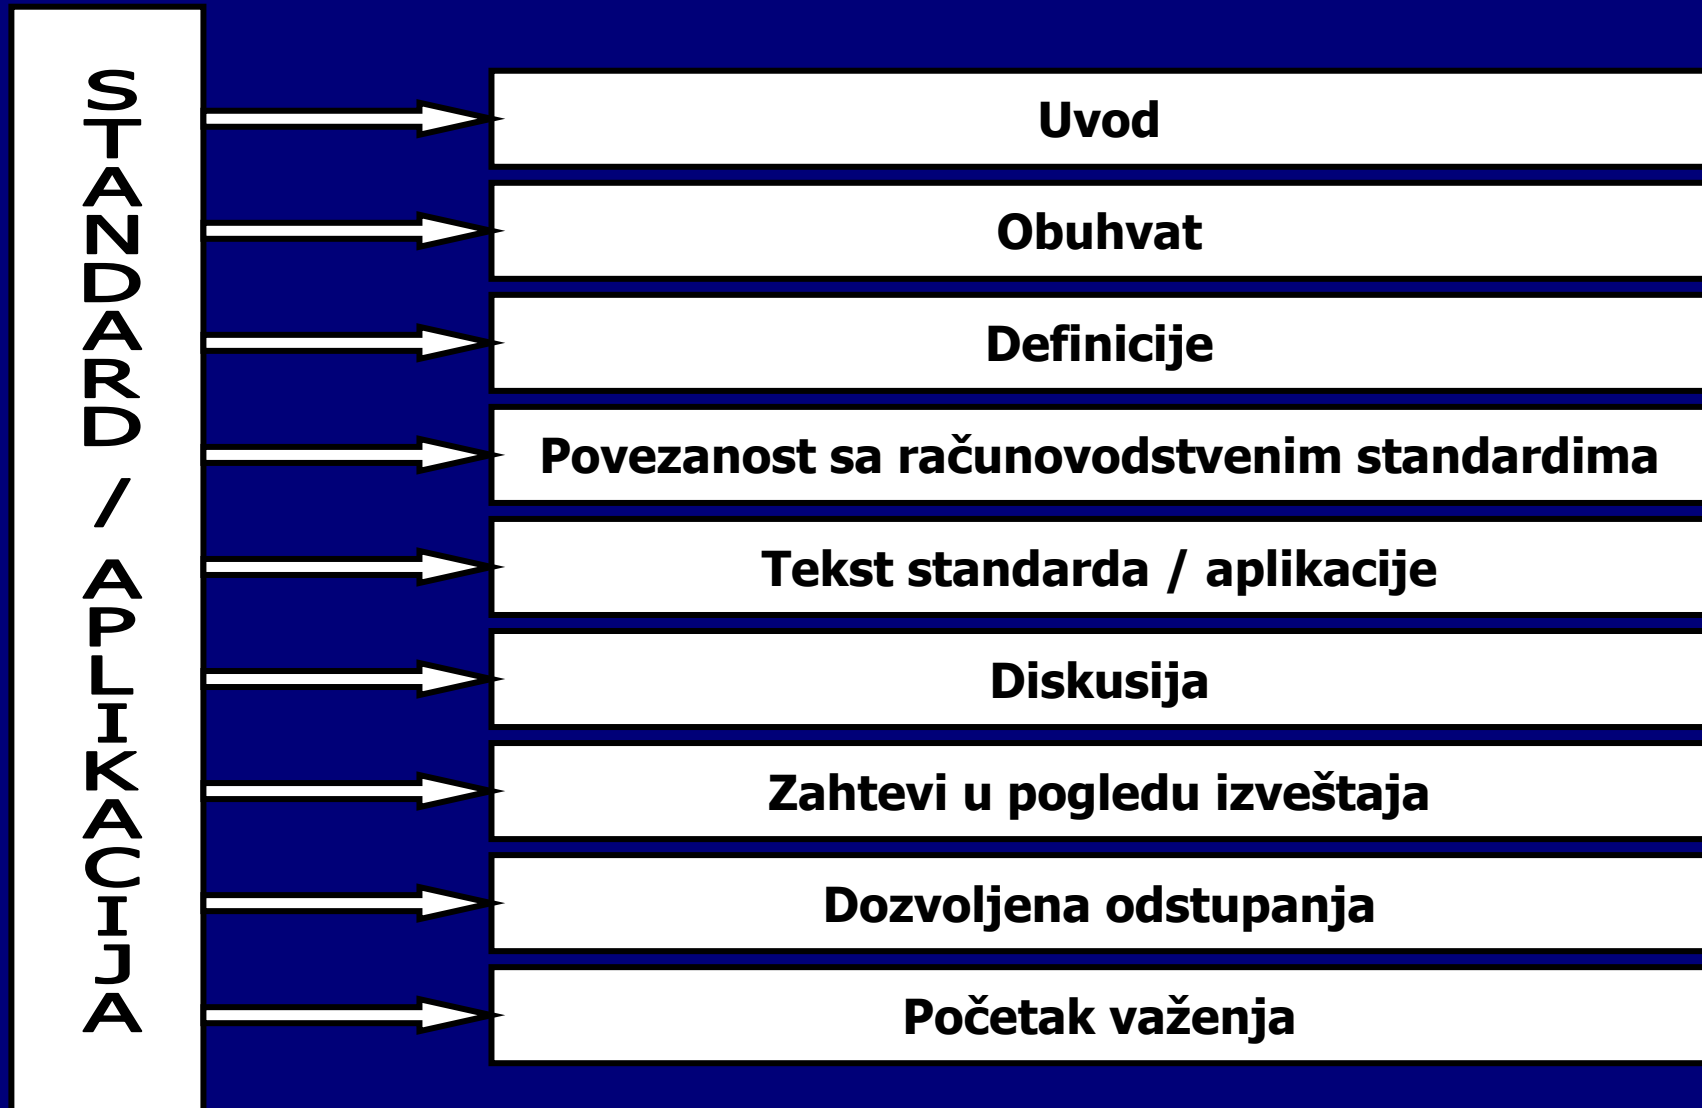 STANDARD / APLIKACIJA
Uvod
Obuhvat
Definicije
Povezanost sa računovodstvenim standardima
Tekst standarda / aplikacije
Diskusija
Zahtevi u pogledu izveštaja
Dozvoljena odstupanja
Početak važenja